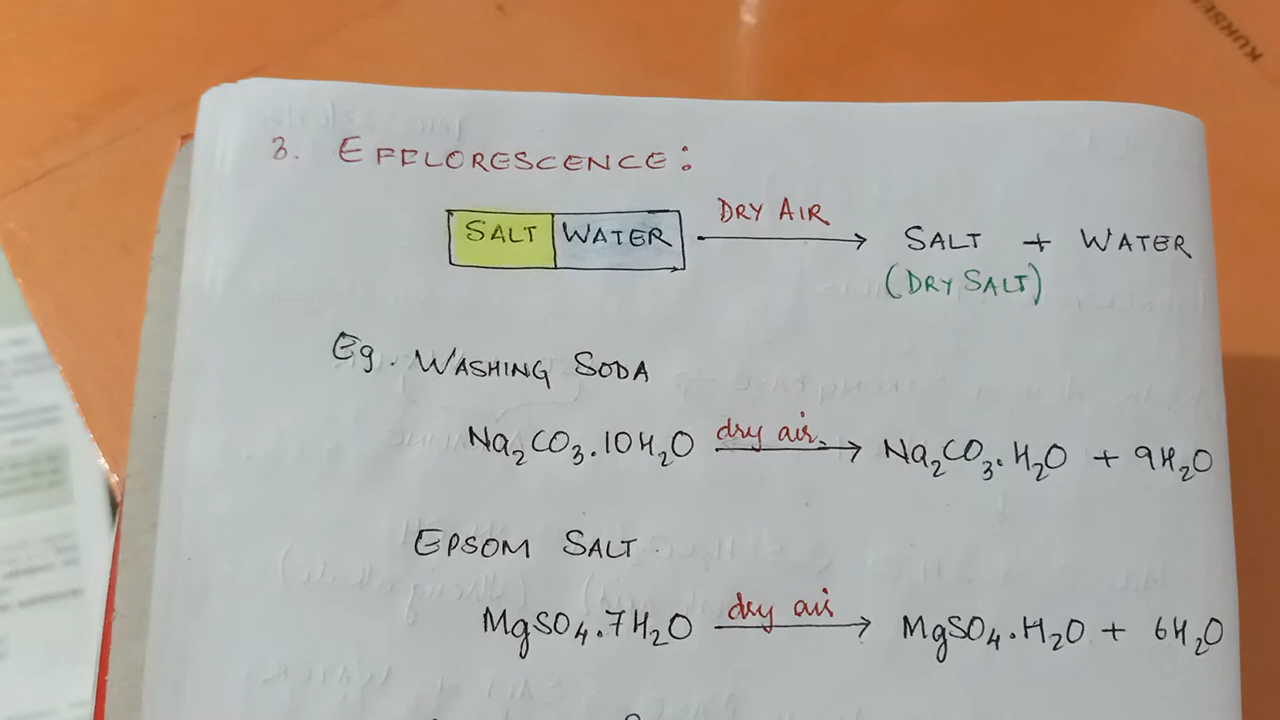 KURSE
3. EFFLORESCENCE:
SALT WATER DRY AIR → SALT + WATER
(DRY SALT)
Eg. WASHING SODA
Na₂CO₃.10H₂O dry air → Na₂CO₃.H₂O + 9H₂O
EPSOM SALT.
MgSO₄.7H₂O dry air → MgSO₄.H₂O + 6H₂O